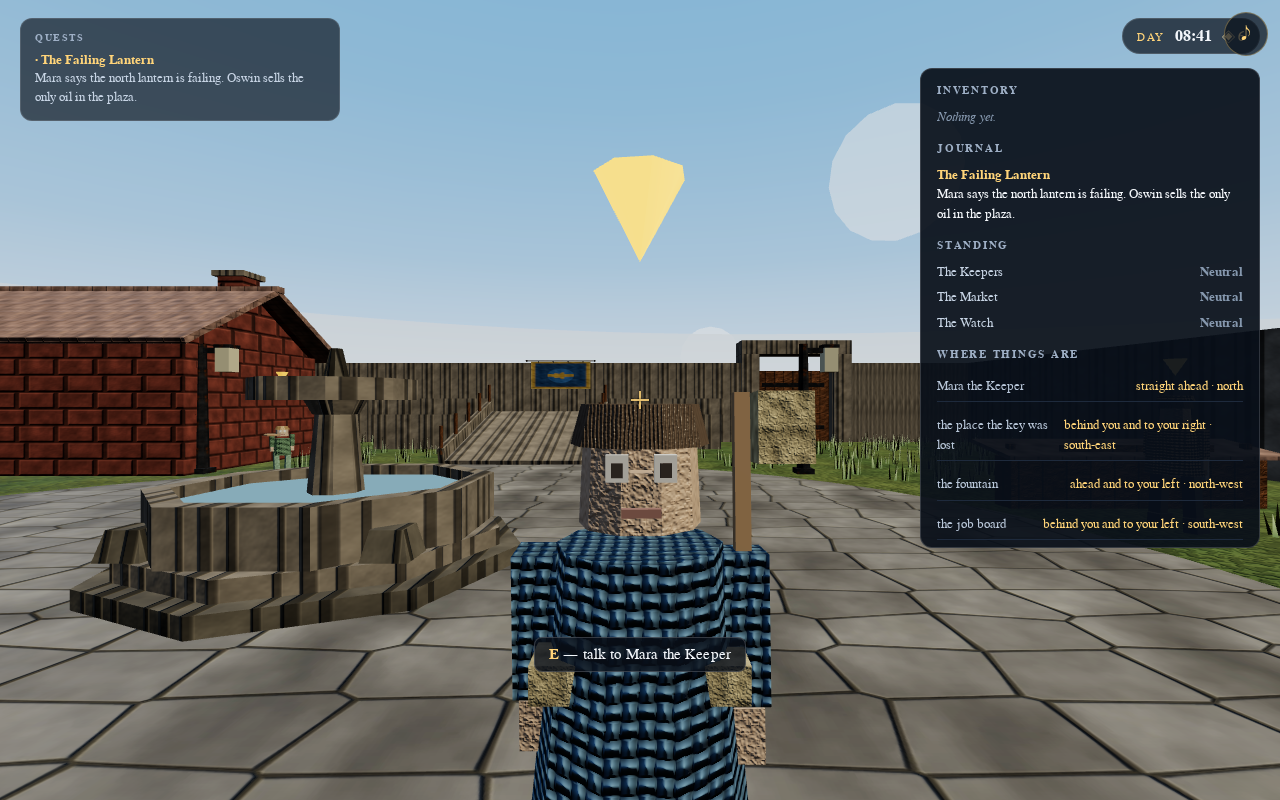 QUESTS
· The Failing Lantern
Mara says the north lantern is failing. Oswin sells the
only oil in the plaza.
DAY 08:41
INVENTORY
Nothing yet.
JOURNAL
The Failing Lantern
Mara says the north lantern is failing. Oswin sells the only
oil in the plaza.
STANDING
The Keepers Neutral
The Market Neutral
The Watch Neutral
WHERE THINGS ARE
Mara the Keeper straight ahead · north
the place the key was behind you and to your right ·
lost south-east
the fountain ahead and to your left · north-west
the job board behind you and to your left · south-west
E — talk to Mara the Keeper